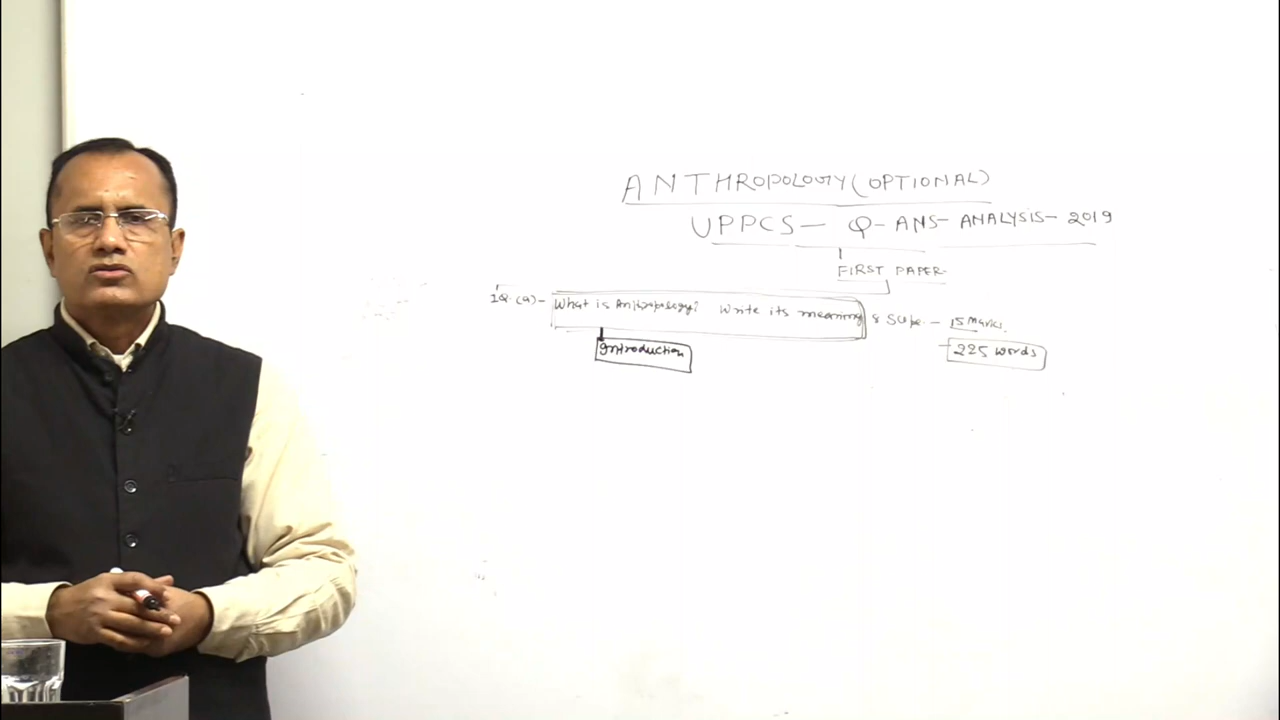 ANTHROPOLOGY (OPTIONAL)
UPPCS - Q - ANS - ANALYSIS - 2019
FIRST PAPER
1Q. (a) - What is Anthropology? Write its meaning & Scope. - 15 Marks.
Introduction
225 words